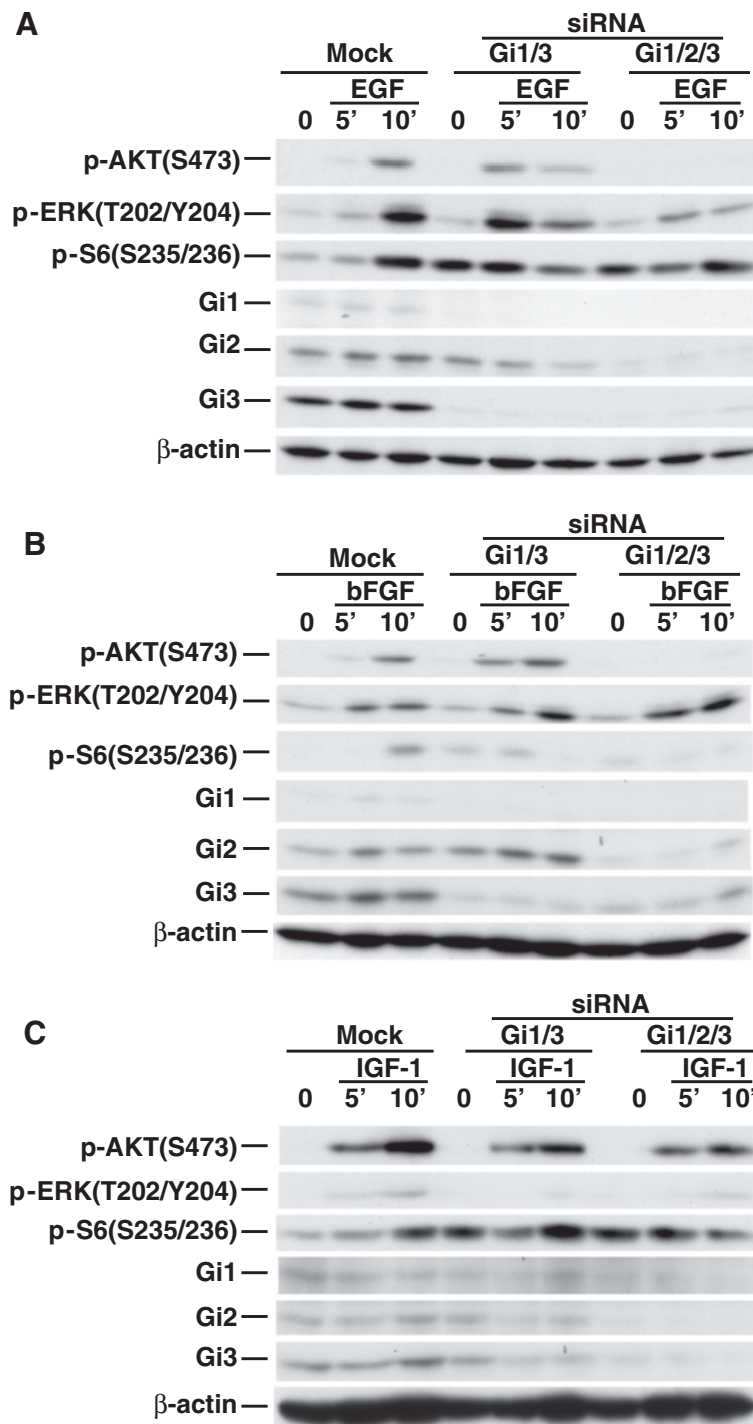 A
siRNA
Mock Gi1/3 Gi1/2/3
EGF EGF EGF
0 5’ 10’ 0 5’ 10’ 0 5’ 10’
p-AKT(S473)
p-ERK(T202/Y204)
p-S6(S235/236)
Gi1
Gi2
Gi3
β-actin
B
siRNA
Mock Gi1/3 Gi1/2/3
bFGF bFGF bFGF
0 5’ 10’ 0 5’ 10’ 0 5’ 10’
p-AKT(S473)
p-ERK(T202/Y204)
p-S6(S235/236)
Gi1
Gi2
Gi3
β-actin
C
siRNA
Mock Gi1/3 Gi1/2/3
IGF-1 IGF-1 IGF-1
0 5’ 10’ 0 5’ 10’ 0 5’ 10’
p-AKT(S473)
p-ERK(T202/Y204)
p-S6(S235/236)
Gi1
Gi2
Gi3
β-actin